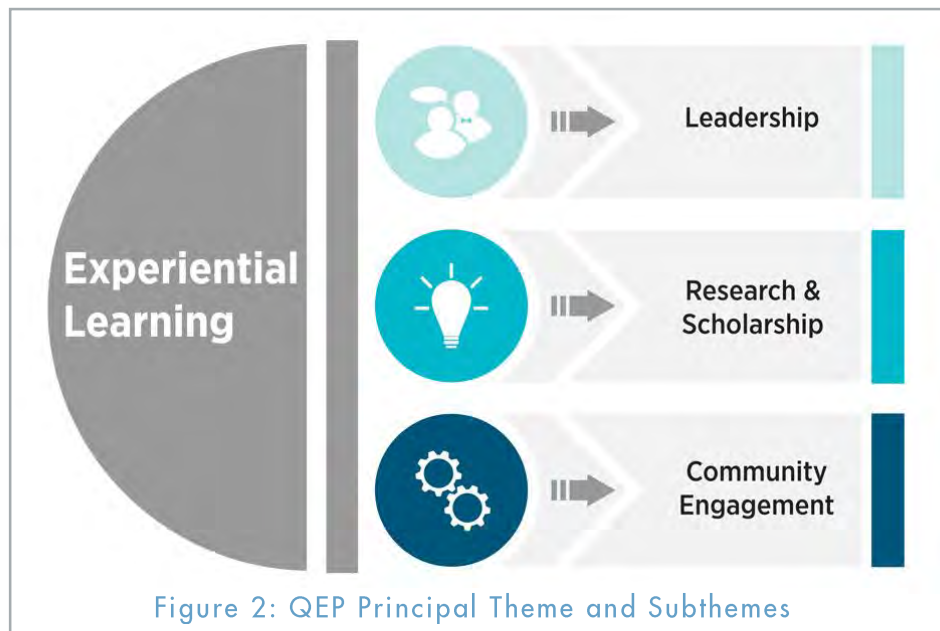 Experiential
Learning
Leadership
Research &
Scholarship
Community
Engagement
Figure 2: QEP Principal Theme and Subthemes